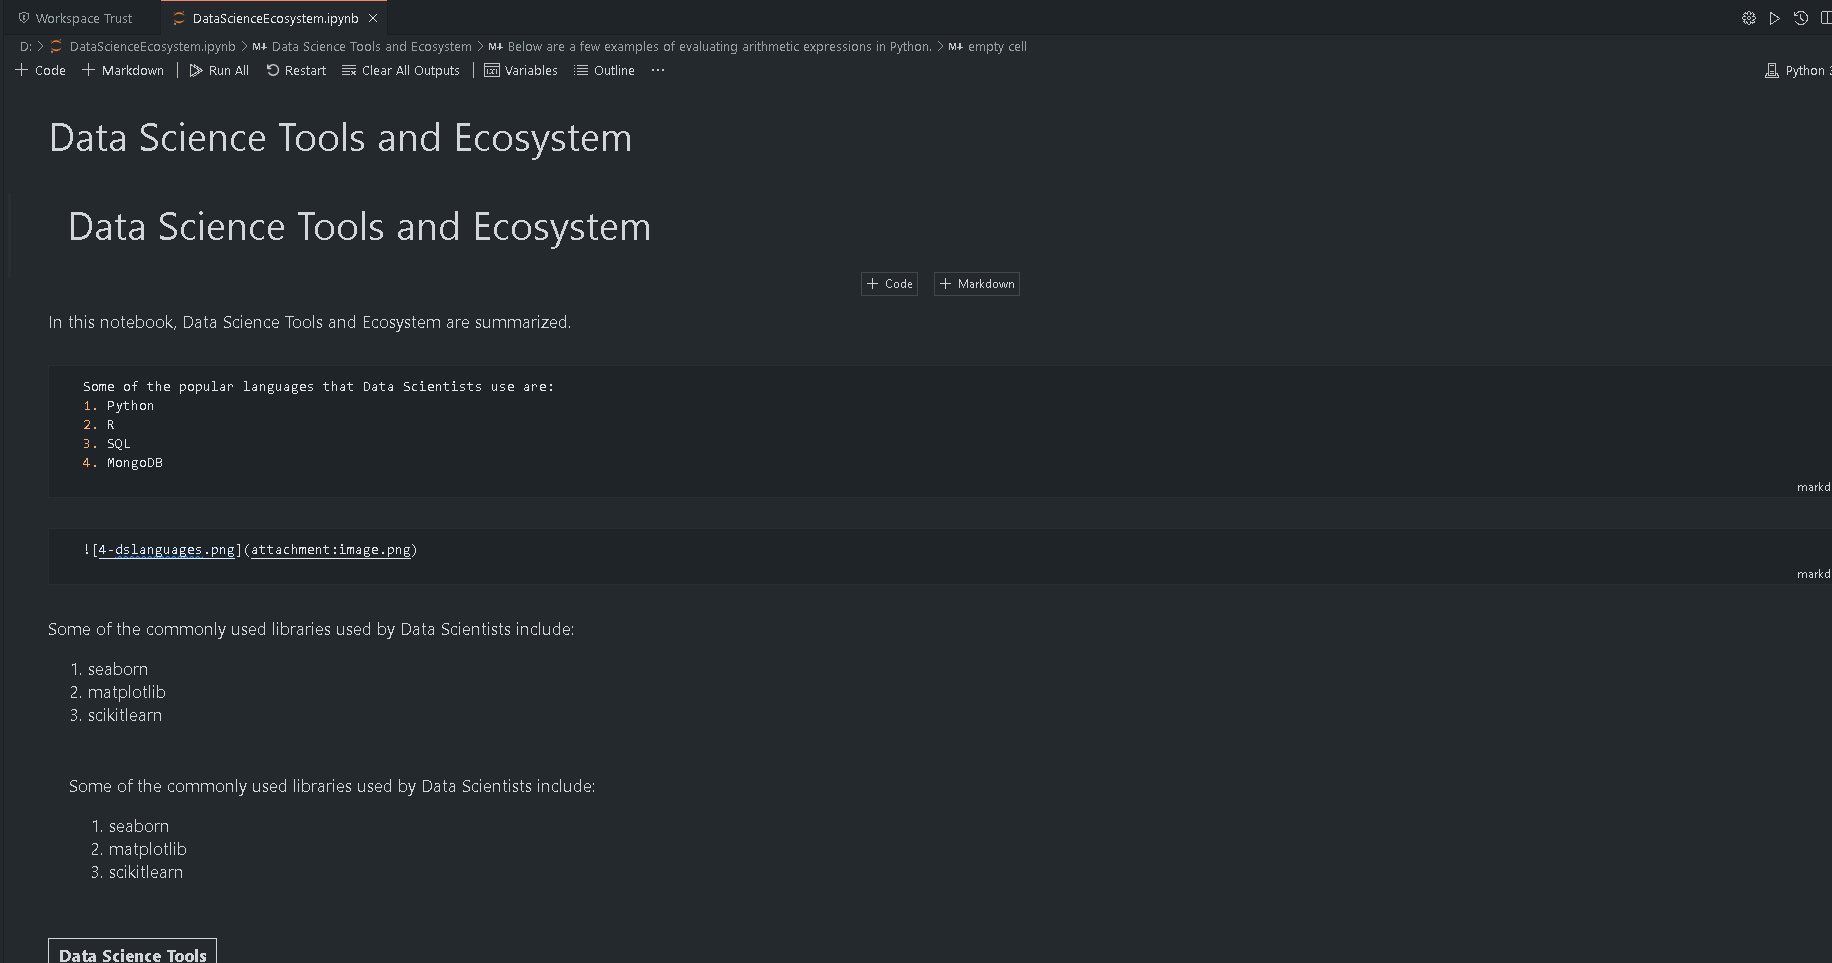 Workspace Trust DataScienceEcosystem.ipynb
D: > DataScienceEcosystem.ipynb > M+ Data Science Tools and Ecosystem > M+ Below are a few examples of evaluating arithmetic expressions in Python. > M+ empty cell
+ Code + Markdown | Run All Restart Clear All Outputs | Variables Outline ... Python 3
Data Science Tools and Ecosystem
Data Science Tools and Ecosystem
+ Code + Markdown
In this notebook, Data Science Tools and Ecosystem are summarized.
Some of the popular languages that Data Scientists use are:
1. Python
2. R
3. SQL
4. MongoDB
markd
![4-dslanguages.png](attachment:image.png)
markd
Some of the commonly used libraries used by Data Scientists include:
1. seaborn
2. matplotlib
3. scikitlearn
Some of the commonly used libraries used by Data Scientists include:
1. seaborn
2. matplotlib
3. scikitlearn
Data Science Tools